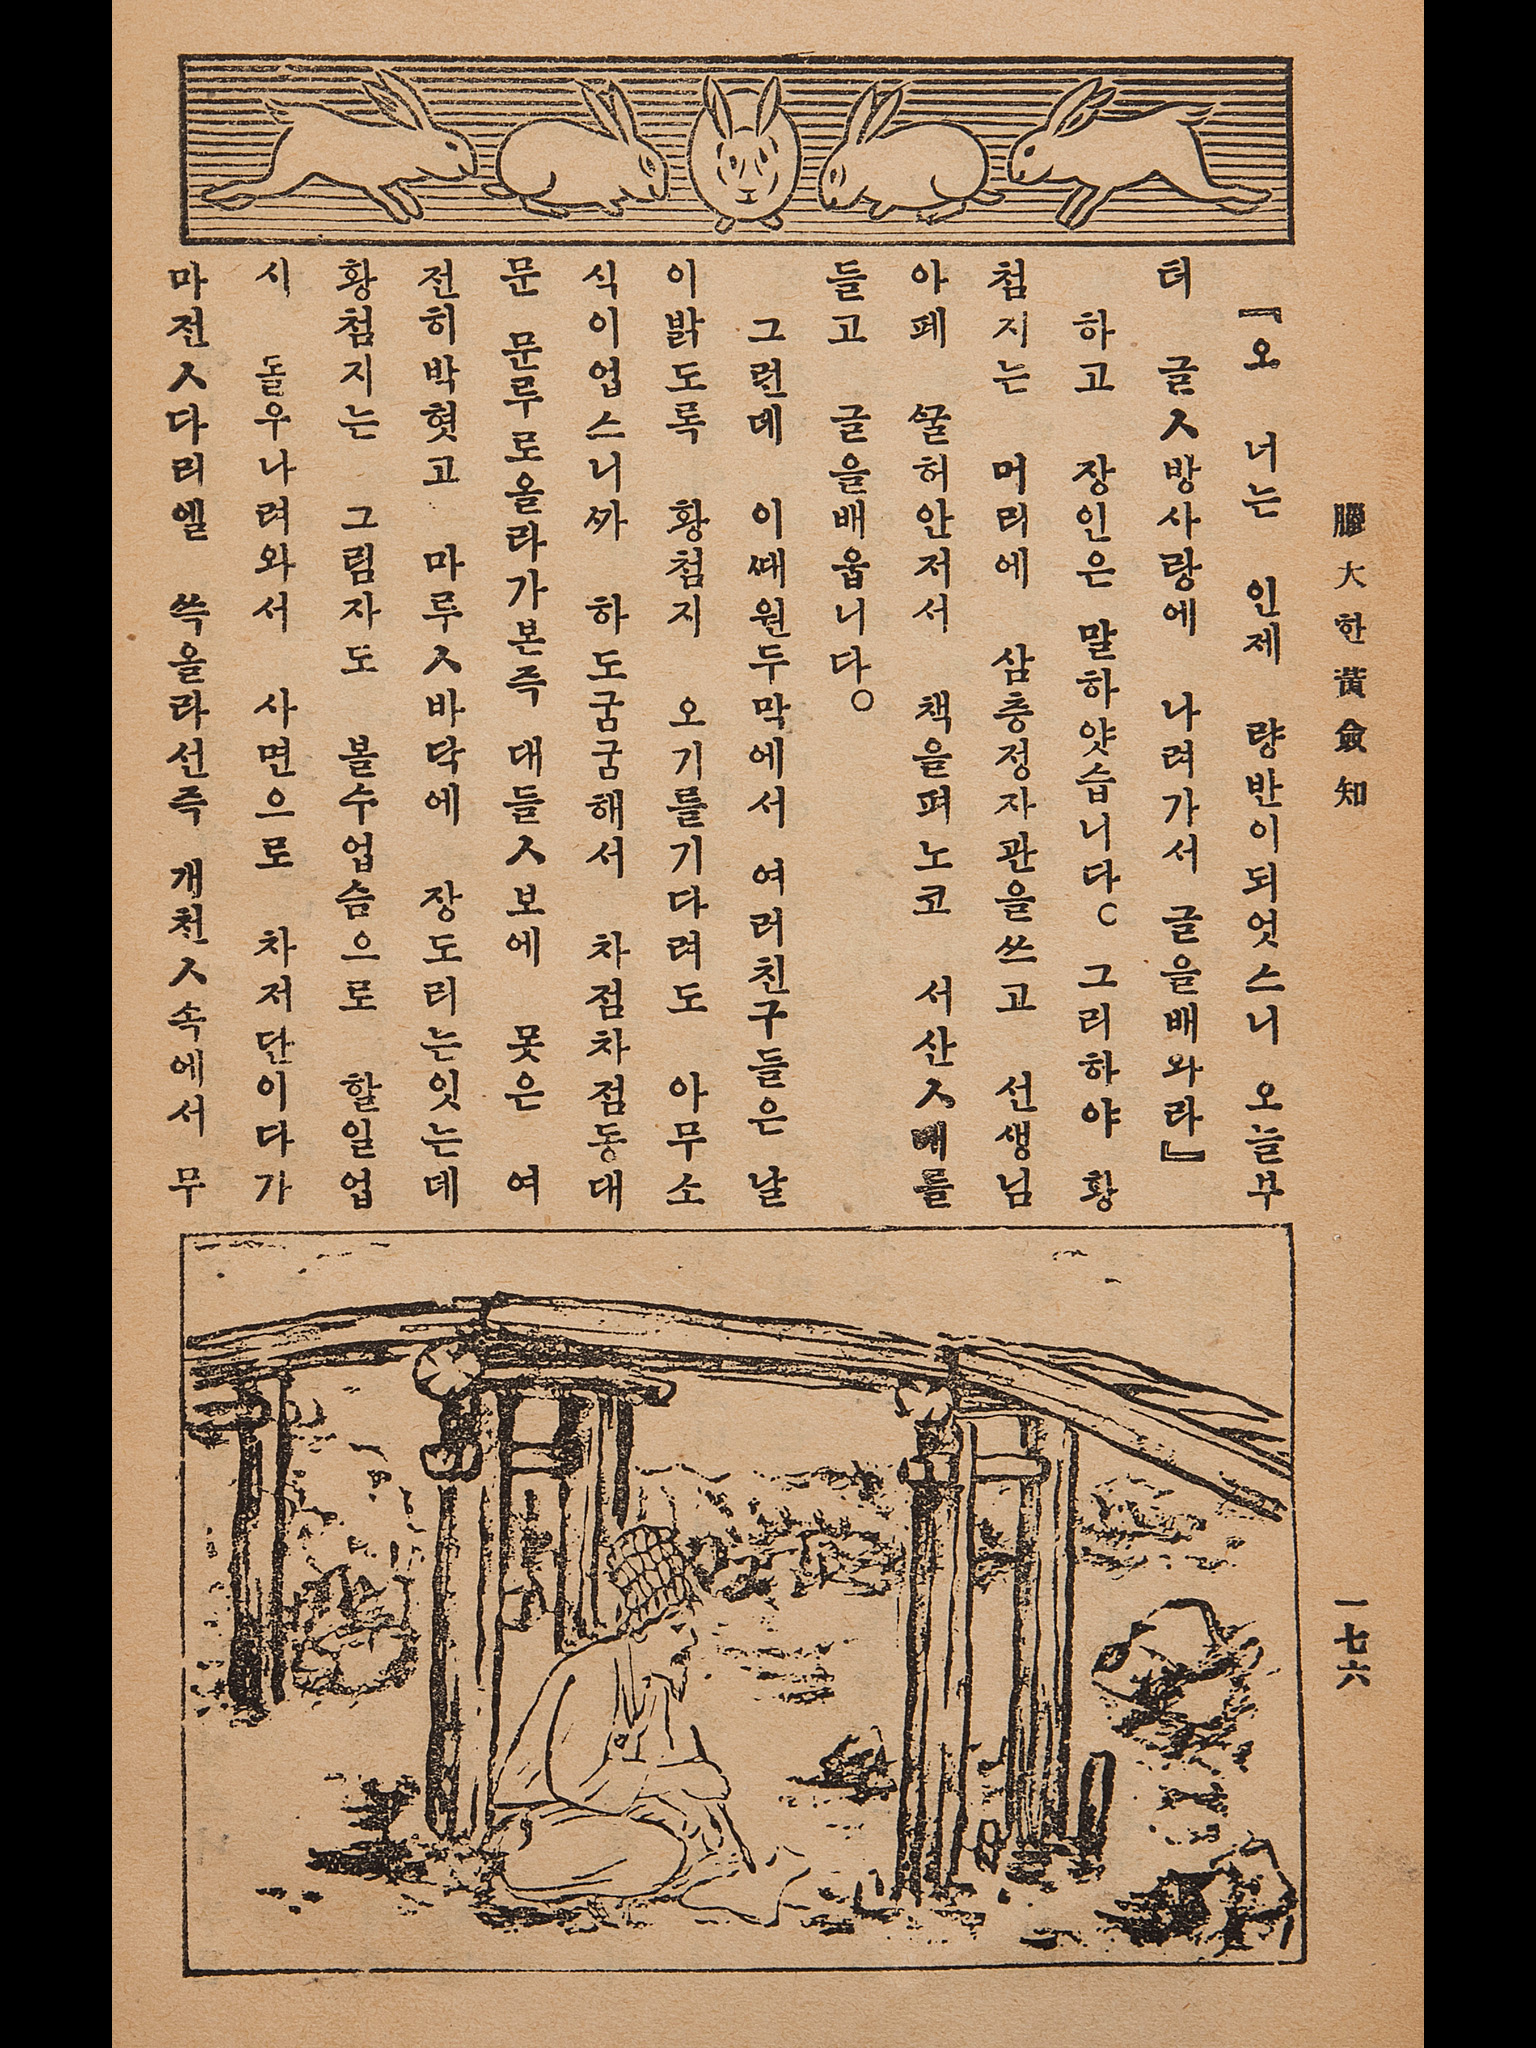 膽大한黃僉知
『오 너는 인제 량반이되엿스니 오늘부
터 글ㅅ방사랑에 나려가서 글을배와라』
하고 장인은 말하얏습니다。그리하야 황
첨지는 머리에 삼층정자관을쓰고 선생님
아페 ᄭᅮᆯ허안저서 책을펴노코 서산ㅅ대를
들고 글을배웁니다。
그런데 이ᄯᅢ원두막에서 여러친구들은 날
이밝도록 황첨지 오기를기다려도 아무소
식이업스니ᄭᅡ 하도궁굼해서 차점차점동대
문 문루로올라가본즉 대들ㅅ보에 못은 여
전히박혓고 마루ㅅ바닥에 장도리는잇는데
황첨지는 그림자도 볼수업슴으로 할일업
시 돌우나려와서 사면으로 차저단이다가
마전ㅅ다리엘 쓱올라선즉 개천ㅅ속에서 무
一七六